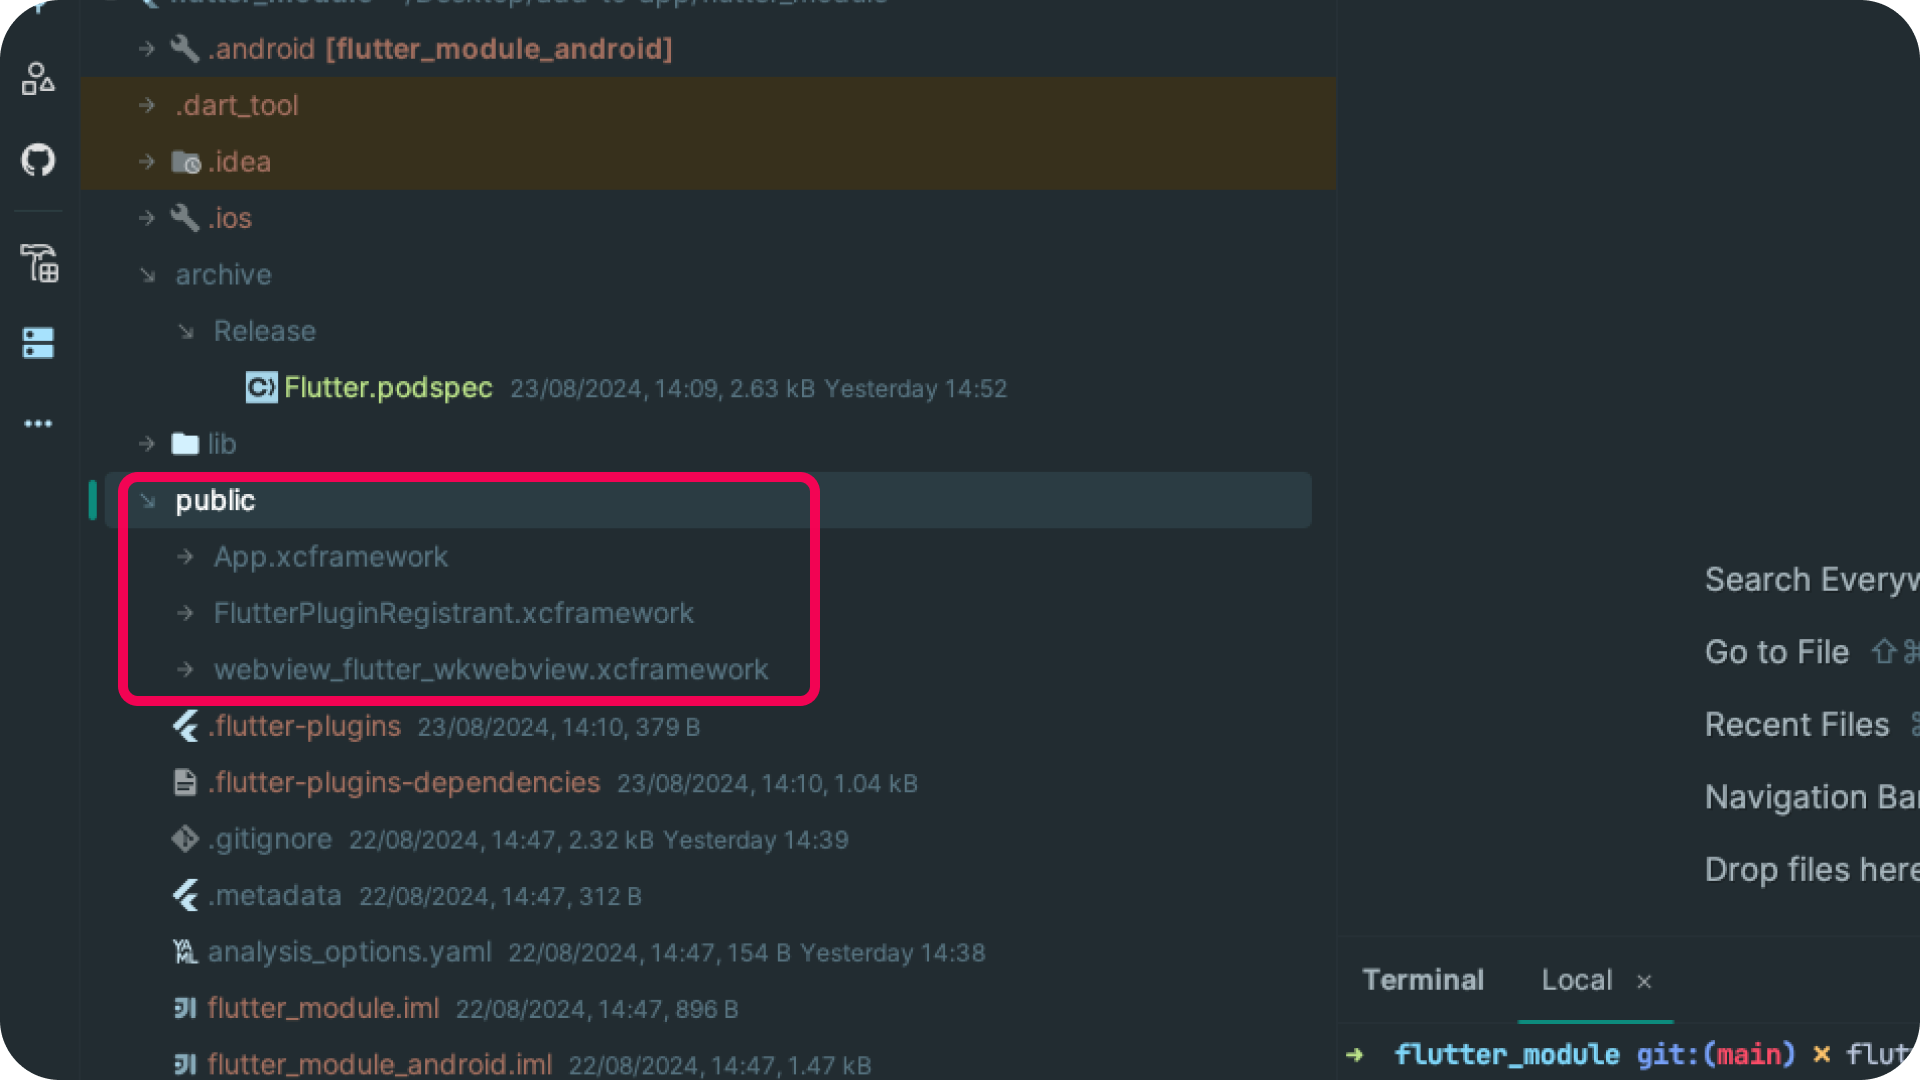 .android [flutter_module_android]
.dart_tool
.idea
.ios
archive
Release
Flutter.podspec 23/08/2024, 14:09, 2.63 kB Yesterday 14:52
lib
public
App.xcframework
FlutterPluginRegistrant.xcframework
webview_flutter_wkwebview.xcframework
.flutter-plugins 23/08/2024, 14:10, 379 B
.flutter-plugins-dependencies 23/08/2024, 14:10, 1.04 kB
.gitignore 22/08/2024, 14:47, 2.32 kB Yesterday 14:39
.metadata 22/08/2024, 14:47, 312 B
analysis_options.yaml 22/08/2024, 14:47, 154 B Yesterday 14:38
flutter_module.iml 22/08/2024, 14:47, 896 B
flutter_module_android.iml 22/08/2024, 14:47, 1.47 kB
Search Everyw
Go to File ⇧⌘
Recent Files
Navigation Bar
Drop files here
Terminal Local ×
→ flutter_module git:(main) × flut